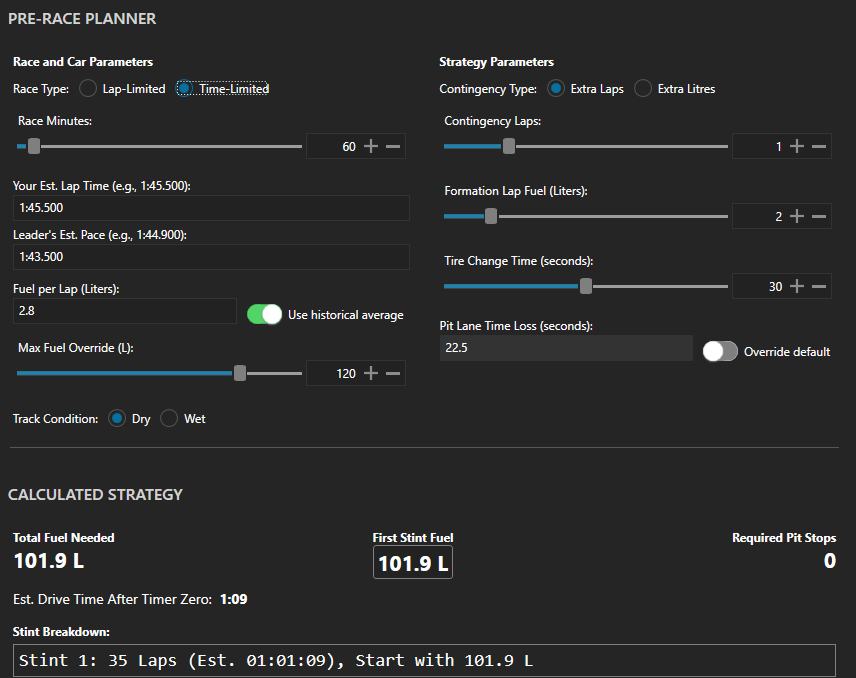 PRE-RACE PLANNER
Race and Car Parameters
Race Type: Lap-Limited Time-Limited
Race Minutes:
60
Your Est. Lap Time (e.g., 1:45.500):
1:45.500
Leader's Est. Pace (e.g., 1:44.900):
1:43.500
Fuel per Lap (Liters):
2.8
Use historical average
Max Fuel Override (L):
120
Track Condition: Dry Wet
Strategy Parameters
Contingency Type: Extra Laps Extra Litres
Contingency Laps:
1
Formation Lap Fuel (Liters):
2
Tire Change Time (seconds):
30
Pit Lane Time Loss (seconds):
22.5
Override default
CALCULATED STRATEGY
Total Fuel Needed
101.9 L
First Stint Fuel
101.9 L
Required Pit Stops
0
Est. Drive Time After Timer Zero: 1:09
Stint Breakdown:
Stint 1: 35 Laps (Est. 01:01:09), Start with 101.9 L